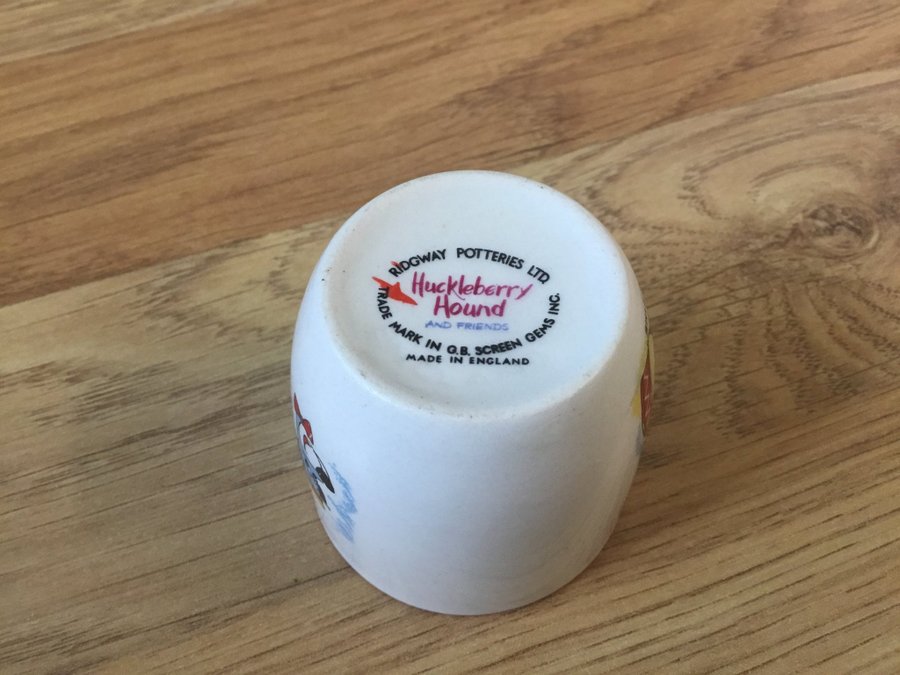 RIDGWAY POTTERIES LTD.
Huckleberry
Hound
AND FRIENDS
TRADE MARK IN G.B. SCREEN GEMS INC.
MADE IN ENGLAND